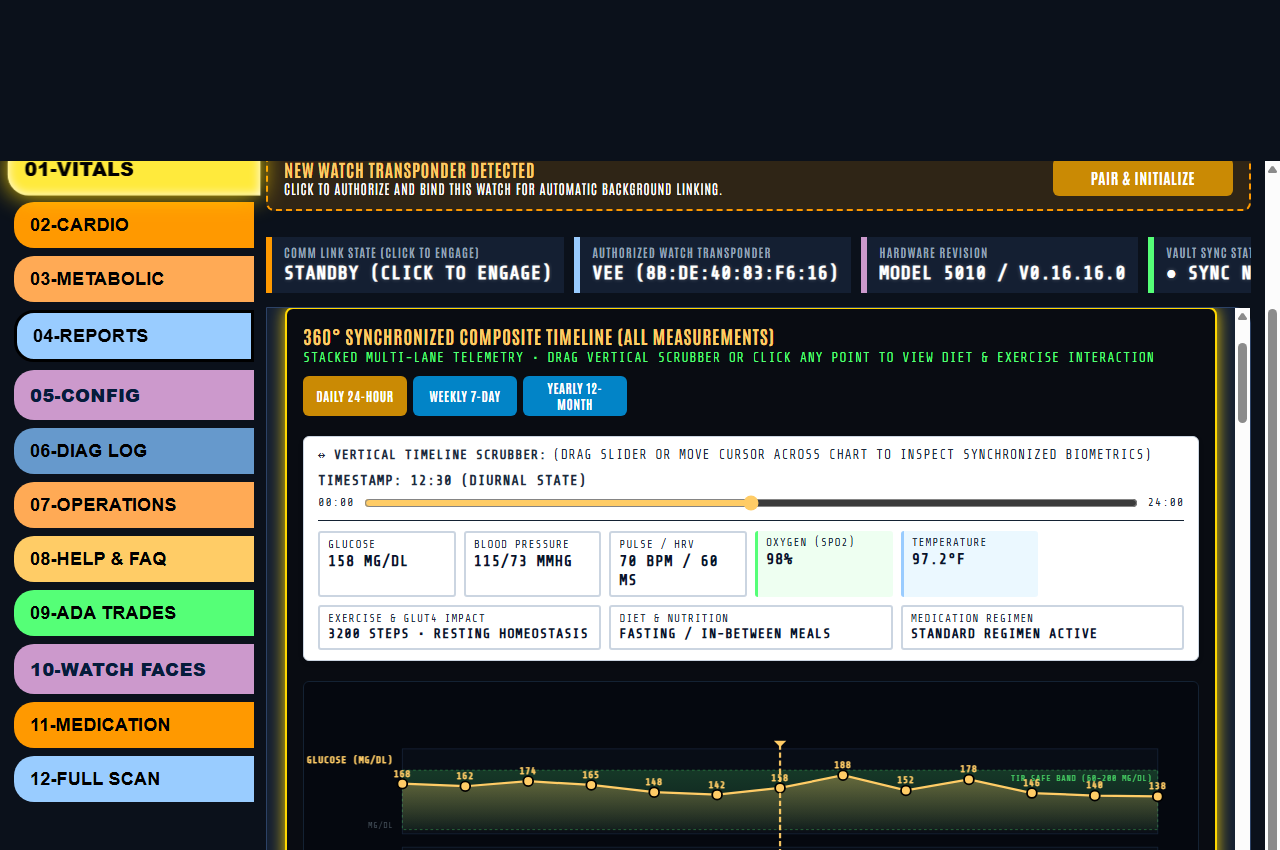 01-VITALS
02-CARDIO
03-METABOLIC
04-REPORTS
05-CONFIG
06-DIAG LOG
07-OPERATIONS
08-HELP & FAQ
09-ADA TRADES
10-WATCH FACES
11-MEDICATION
12-FULL SCAN
NEW WATCH TRANSPONDER DETECTED
CLICK TO AUTHORIZE AND BIND THIS WATCH FOR AUTOMATIC BACKGROUND LINKING.
PAIR & INITIALIZE
COMM LINK STATE (CLICK TO ENGAGE)
STANDBY (CLICK TO ENGAGE)
AUTHORIZED WATCH TRANSPONDER
VEE (8B:DE:40:83:F6:16)
HARDWARE REVISION
MODEL 5010 / V0.16.16.0
VAULT SYNC STAT
● SYNC N
360° SYNCHRONIZED COMPOSITE TIMELINE (ALL MEASUREMENTS)
STACKED MULTI-LANE TELEMETRY · DRAG VERTICAL SCRUBBER OR CLICK ANY POINT TO VIEW DIET & EXERCISE INTERACTION
DAILY 24-HOUR
WEEKLY 7-DAY
YEARLY 12-
MONTH
↔ VERTICAL TIMELINE SCRUBBER: (DRAG SLIDER OR MOVE CURSOR ACROSS CHART TO INSPECT SYNCHRONIZED BIOMETRICS)
TIMESTAMP: 12:30 (DIURNAL STATE)
00:00
24:00
GLUCOSE
158 MG/DL
BLOOD PRESSURE
115/73 MMHG
PULSE / HRV
70 BPM / 60
MS
OXYGEN (SPO2)
98%
TEMPERATURE
97.2°F
EXERCISE & GLUT4 IMPACT
3200 STEPS · RESTING HOMEOSTASIS
DIET & NUTRITION
FASTING / IN-BETWEEN MEALS
MEDICATION REGIMEN
STANDARD REGIMEN ACTIVE
GLUCOSE (MG/DL)
168
162
174
165
148
142
158
188
152
178
146
140
138
TIR SAFE BAND (60-200 MG/DL)
MG/DL